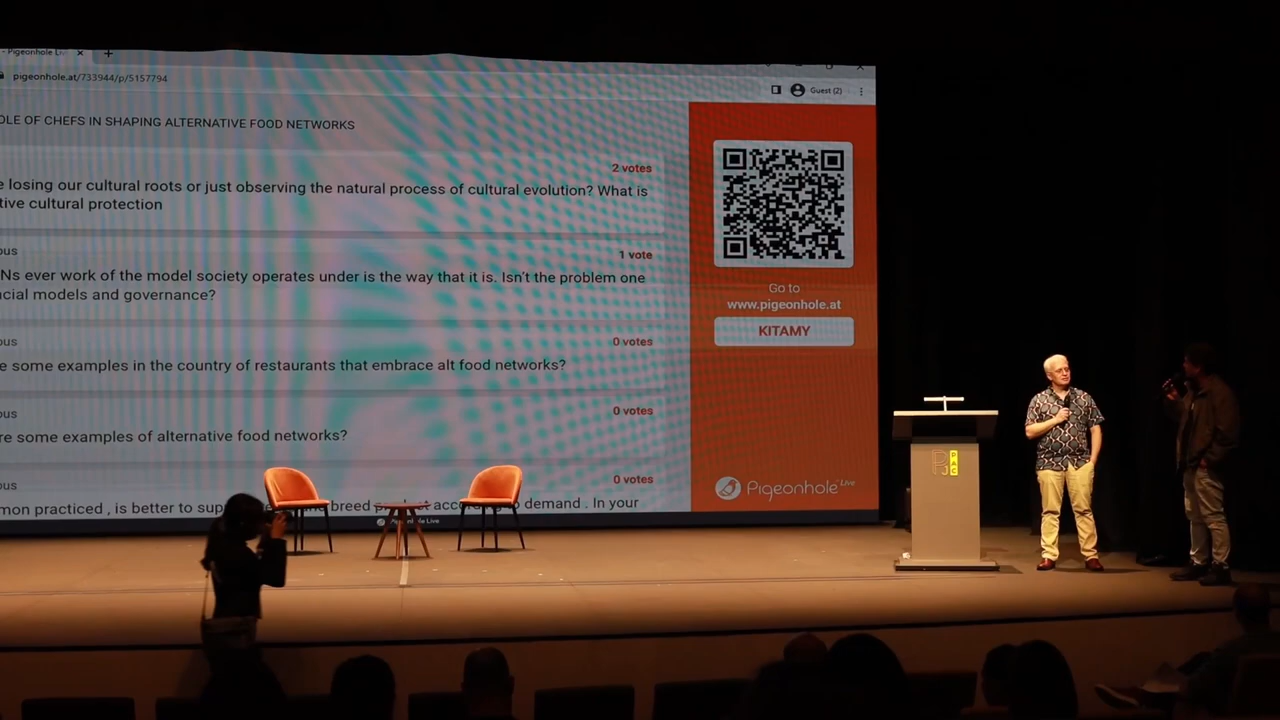 - Pigeonhole Li
pigeonhole.at/733944/p/5157794
Guest (2)
OLE OF CHEFS IN SHAPING ALTERNATIVE FOOD NETWORKS
2 votes
e losing our cultural roots or just observing the natural process of cultural evolution? What is
tive cultural protection
ous
1 vote
Ns ever work of the model society operates under is the way that it is. Isn't the problem one
ncial models and governance?
ous
0 votes
e some examples in the country of restaurants that embrace alt food networks?
ous
0 votes
re some examples of alternative food networks?
ous
0 votes
mon practiced , is better to sup breed demand . In your
Go to
www.pigeonhole.at
KITAMY
Pigeonhole Live
Live
PJ
PAC